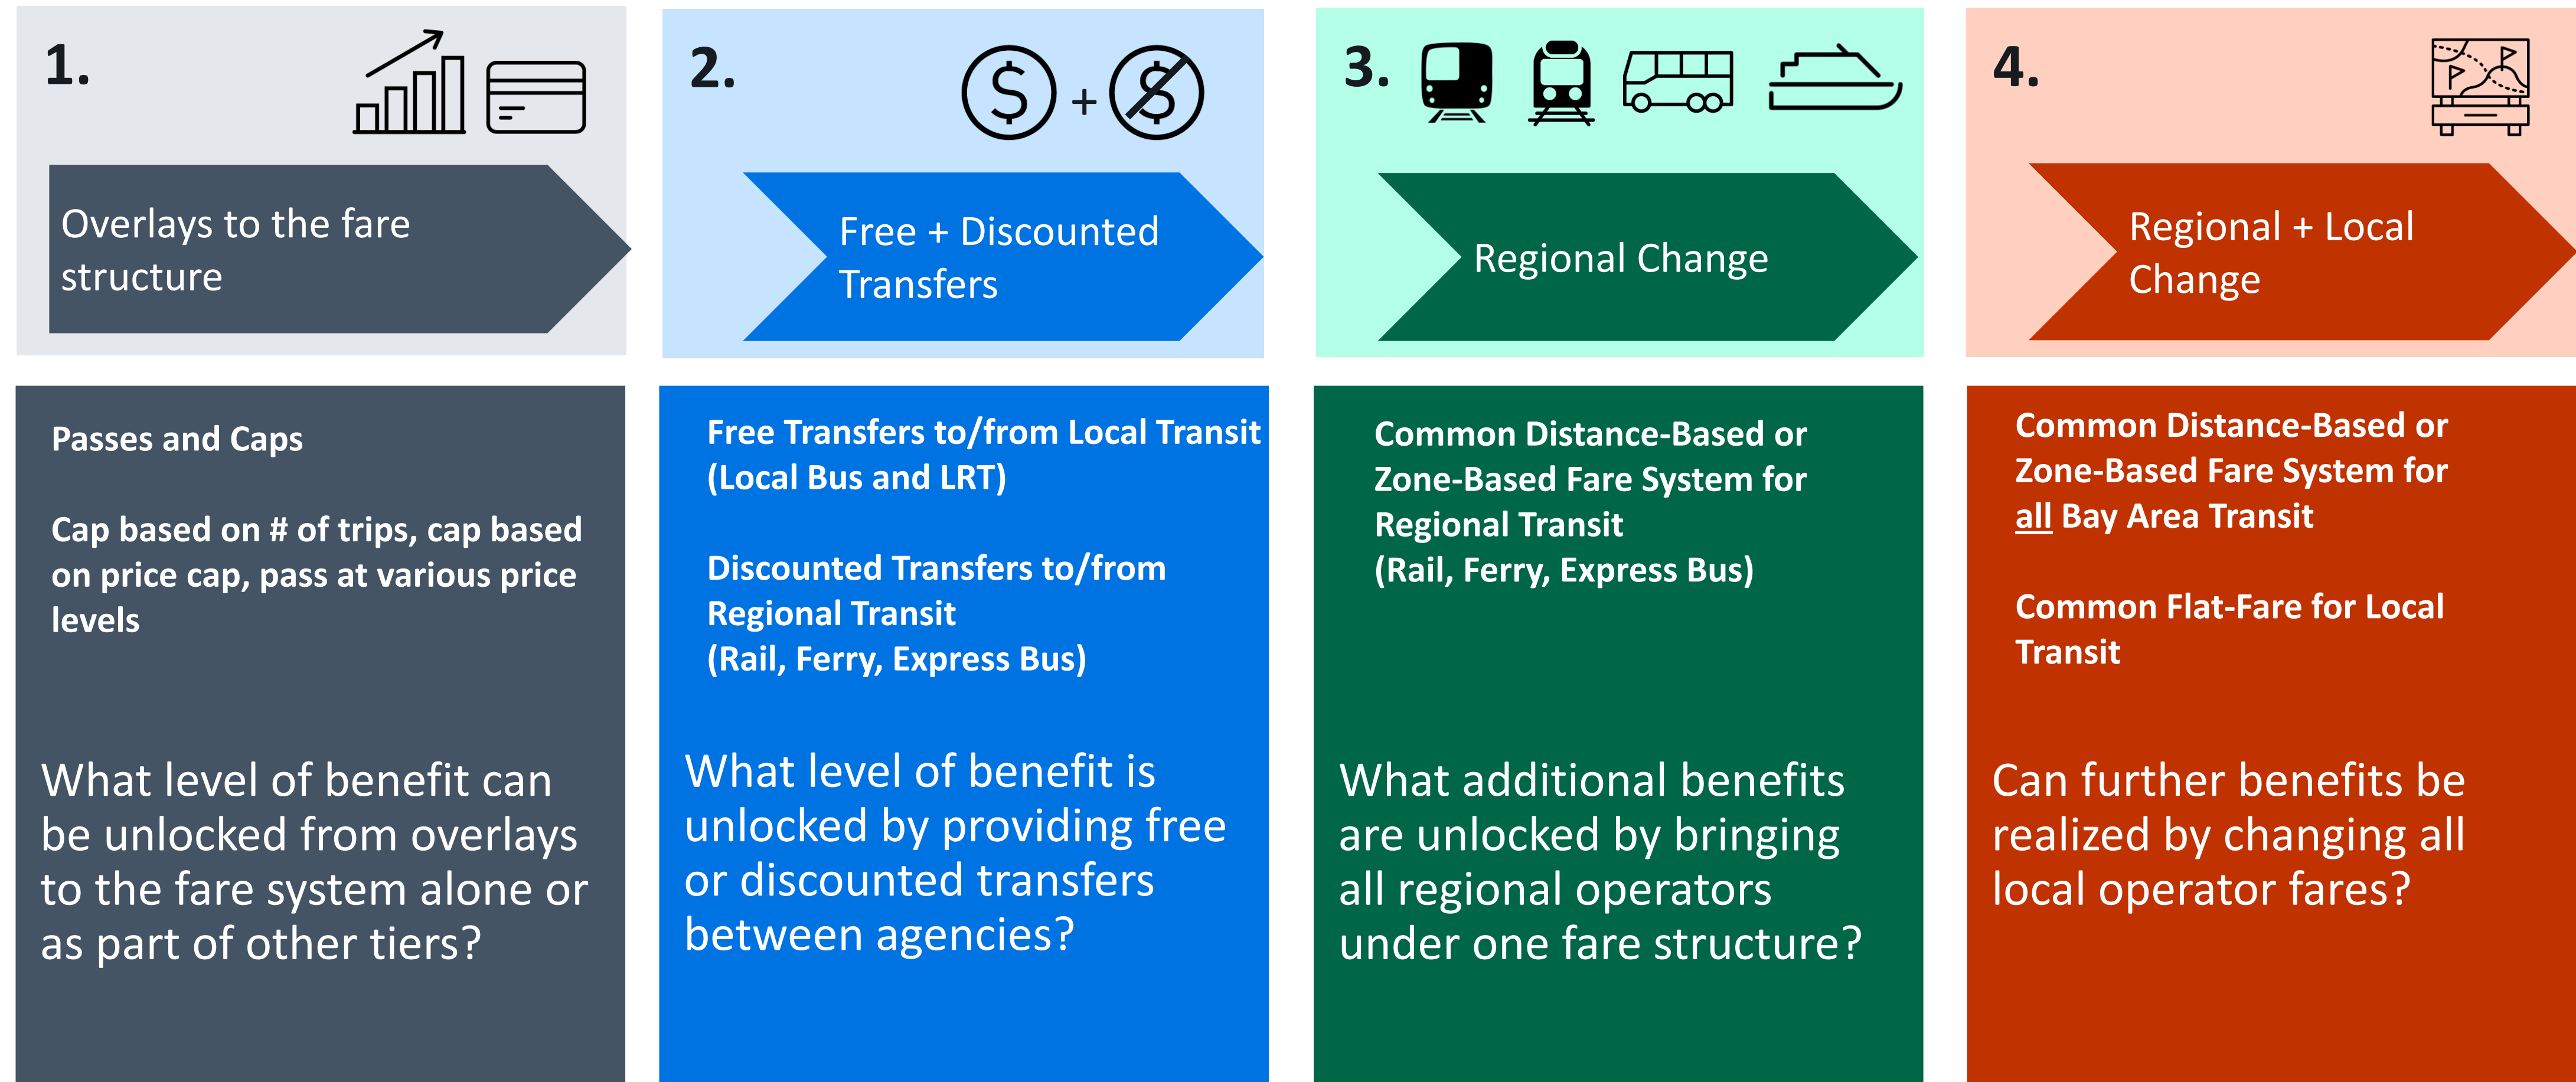 1.
Overlays to the fare
structure
Passes and Caps
Cap based on # of trips, cap based
on price cap, pass at various price
levels
What level of benefit can
be unlocked from overlays
to the fare system alone or
as part of other tiers?
2.
$ + $
Free + Discounted
Transfers
Free Transfers to/from Local Transit
(Local Bus and LRT)
Discounted Transfers to/from
Regional Transit
(Rail, Ferry, Express Bus)
What level of benefit is
unlocked by providing free
or discounted transfers
between agencies?
3.
Regional Change
Common Distance-Based or
Zone-Based Fare System for
Regional Transit
(Rail, Ferry, Express Bus)
What additional benefits
are unlocked by bringing
all regional operators
under one fare structure?
4.
Regional + Local
Change
Common Distance-Based or
Zone-Based Fare System for
all Bay Area Transit
Common Flat-Fare for Local
Transit
Can further benefits be
realized by changing all
local operator fares?